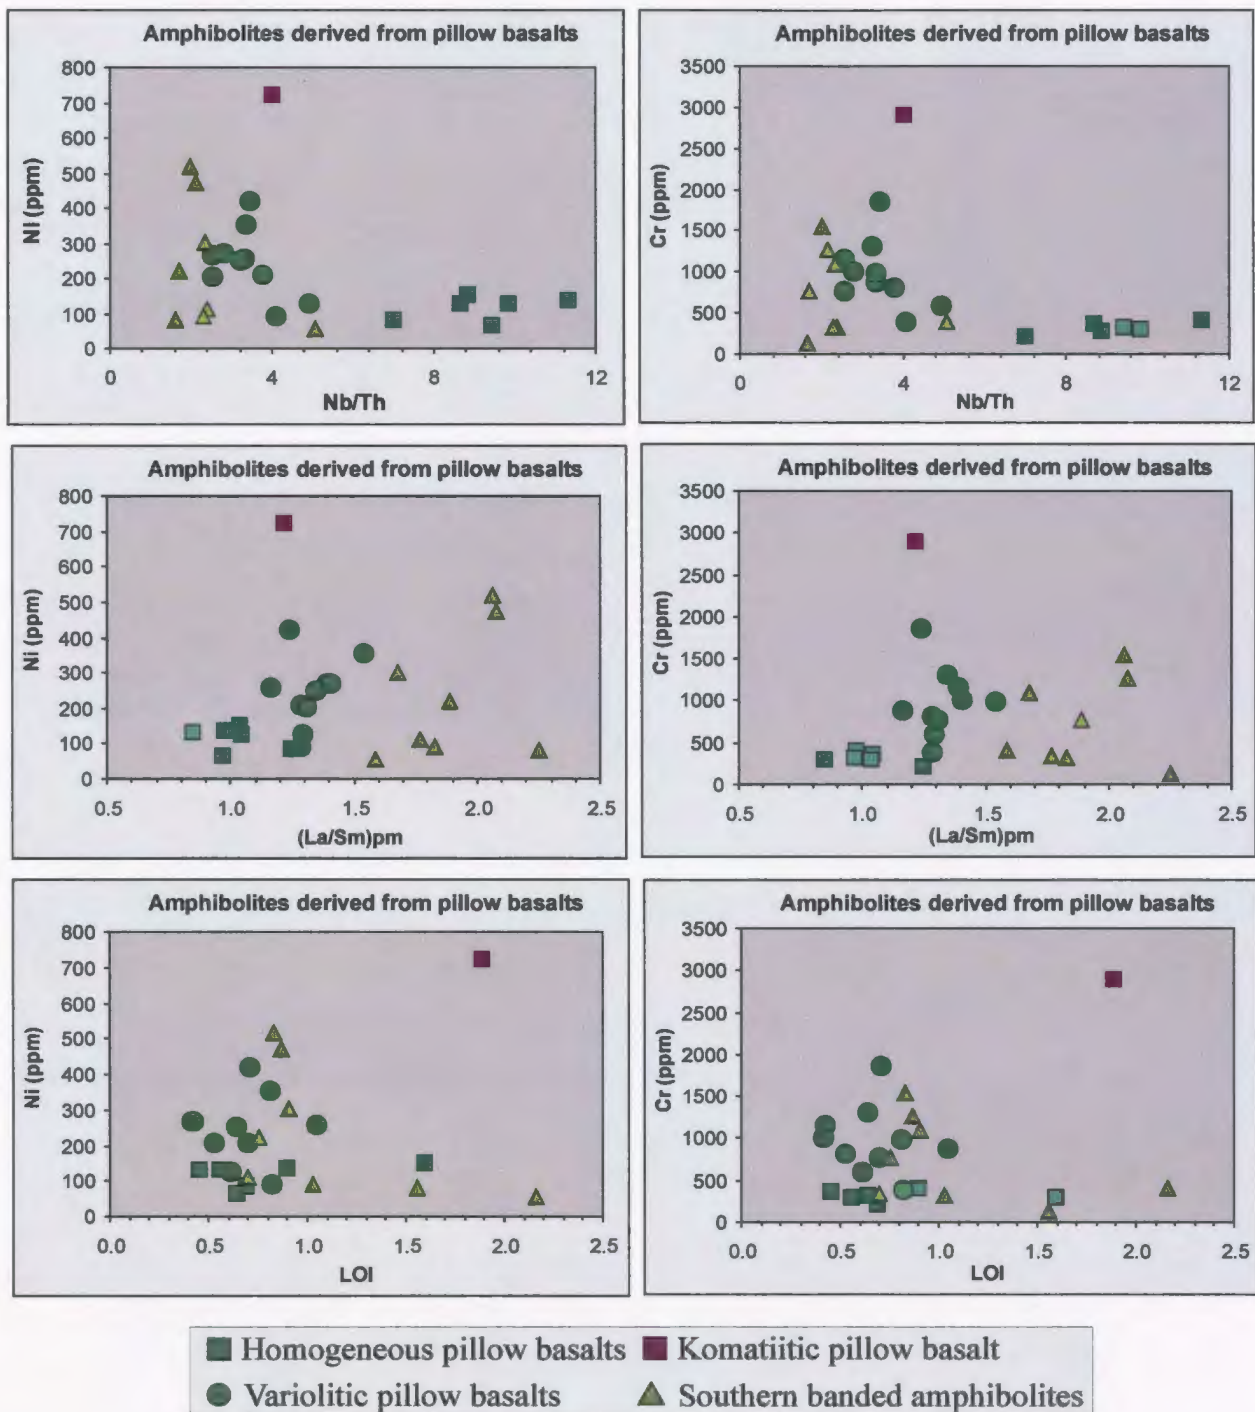 Amphibolites derived from pillow basalts
800
700
600
500
400
300
200
100
0
Ni (ppm)
0 4 8 12
Nb/Th
Amphibolites derived from pillow basalts
3500
3000
2500
2000
1500
1000
500
0
Cr (ppm)
0 4 8 12
Nb/Th
Amphibolites derived from pillow basalts
800
700
600
500
400
300
200
100
0
Ni (ppm)
0.5 1.0 1.5 2.0 2.5
(La/Sm)pm
Amphibolites derived from pillow basalts
3500
3000
2500
2000
1500
1000
500
0
Cr (ppm)
0.5 1.0 1.5 2.0 2.5
(La/Sm)pm
Amphibolites derived from pillow basalts
800
700
600
500
400
300
200
100
0
Ni (ppm)
0.0 0.5 1.0 1.5 2.0 2.5
LOI
Amphibolites derived from pillow basalts
3500
3000
2500
2000
1500
1000
500
0
Cr (ppm)
0.0 0.5 1.0 1.5 2.0 2.5
LOI
Homogeneous pillow basalts Komatiitic pillow basalt
Variolitic pillow basalts Southern banded amphibolites